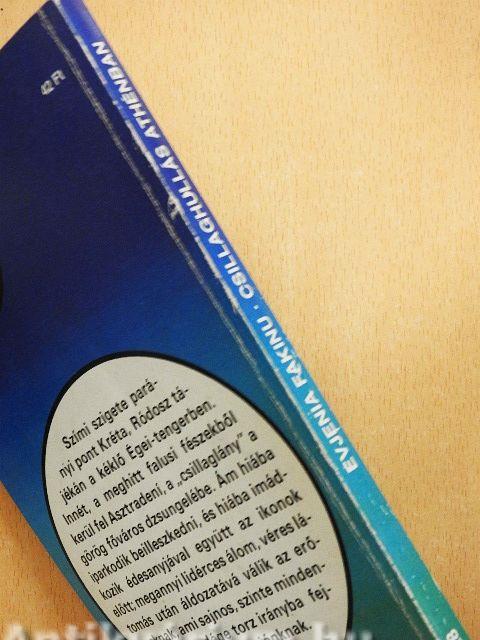 EVJENIA FAKINU · CSILLAGHULLÁS ATHÉNBAN
42 Ft
Szími szigete pará-
nyi pont Kréta, Ródosz tá-
jékán a kéklő Égei-tengerben.
Innét, a meghitt falusi fészekből
kerül fel Asztradení, a „csillaglány” a
görög főváros dzsungelébe. Ám hiába
iparkodik beilleszkedni, és hiába imád-
kozik édesanyjával együtt az ikonok
előtt; megannyi lidérces álom, véres lá-
tomás után áldozatává válik az erő-
ami sajnos, szinte minden-
torz irányba fej-